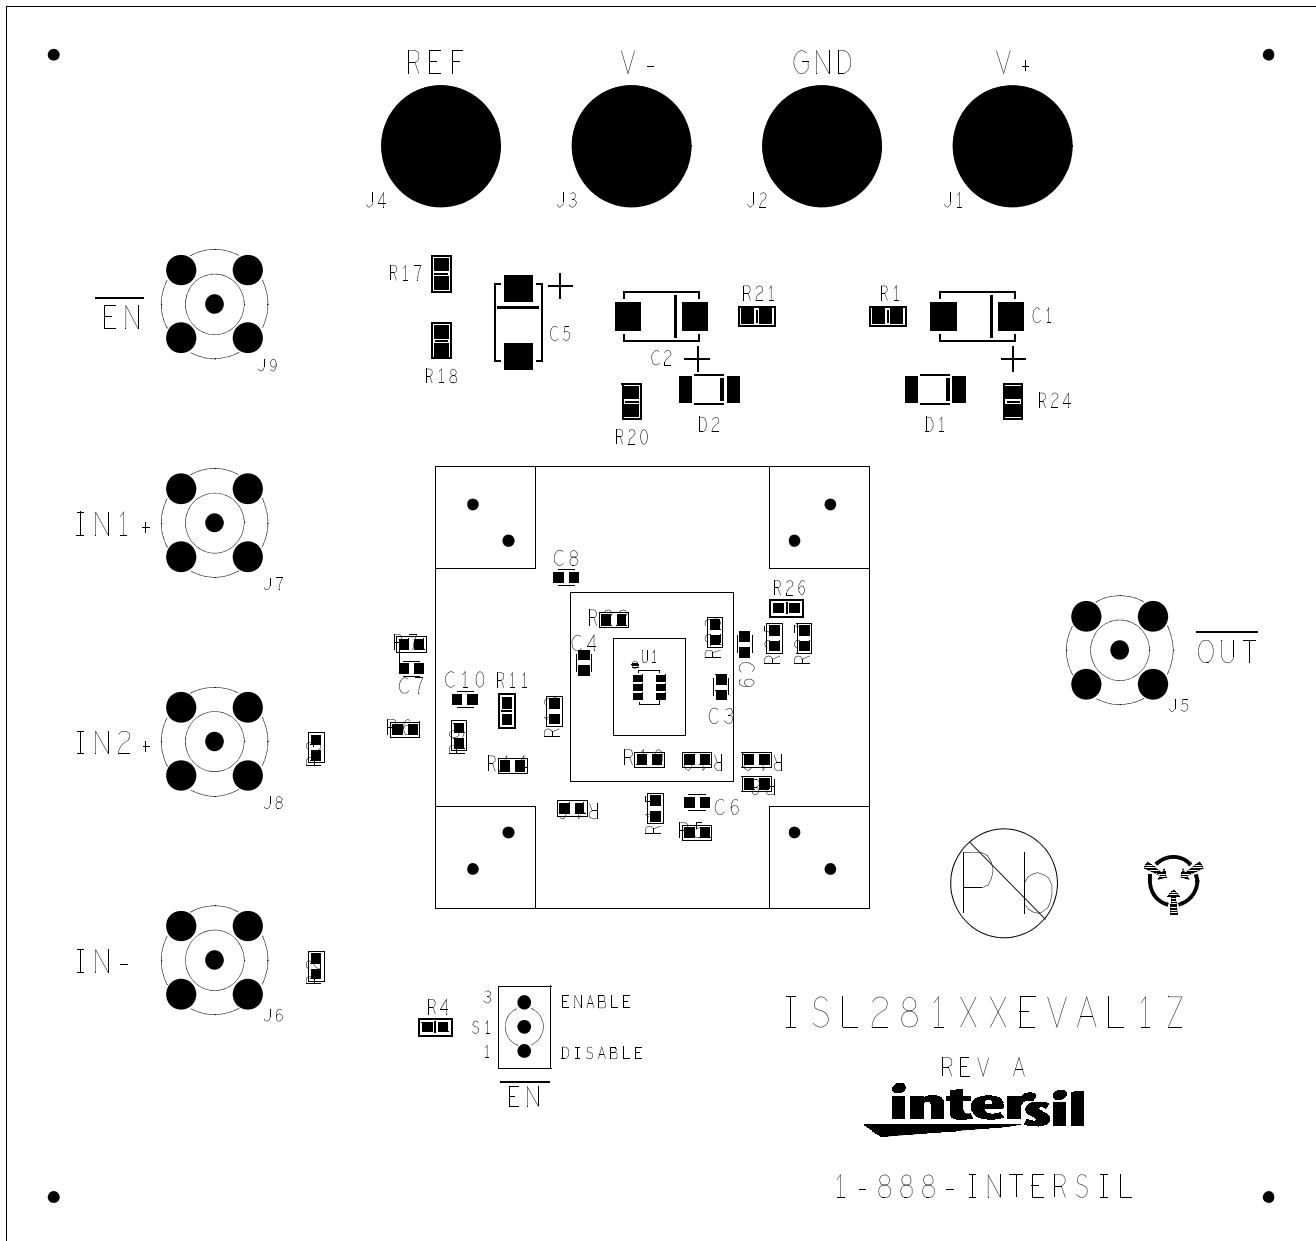 REF V - GND V +
J4 J3 J2 J1
R17 R21 R1
EN C5 C1
J9 R18 C2
R20 D2 D1 R24
IN1 +
J7
C8
R26
C4 U1
C9
OUT
C7 C10 R11
C3 J5
IN2 +
J8
C6
Pb
IN-
J6
3 ENABLE
R4 S1
1 DISABLE
EN
ISL281XXEVAL1Z
REV A
intersil
1-888-INTERSIL